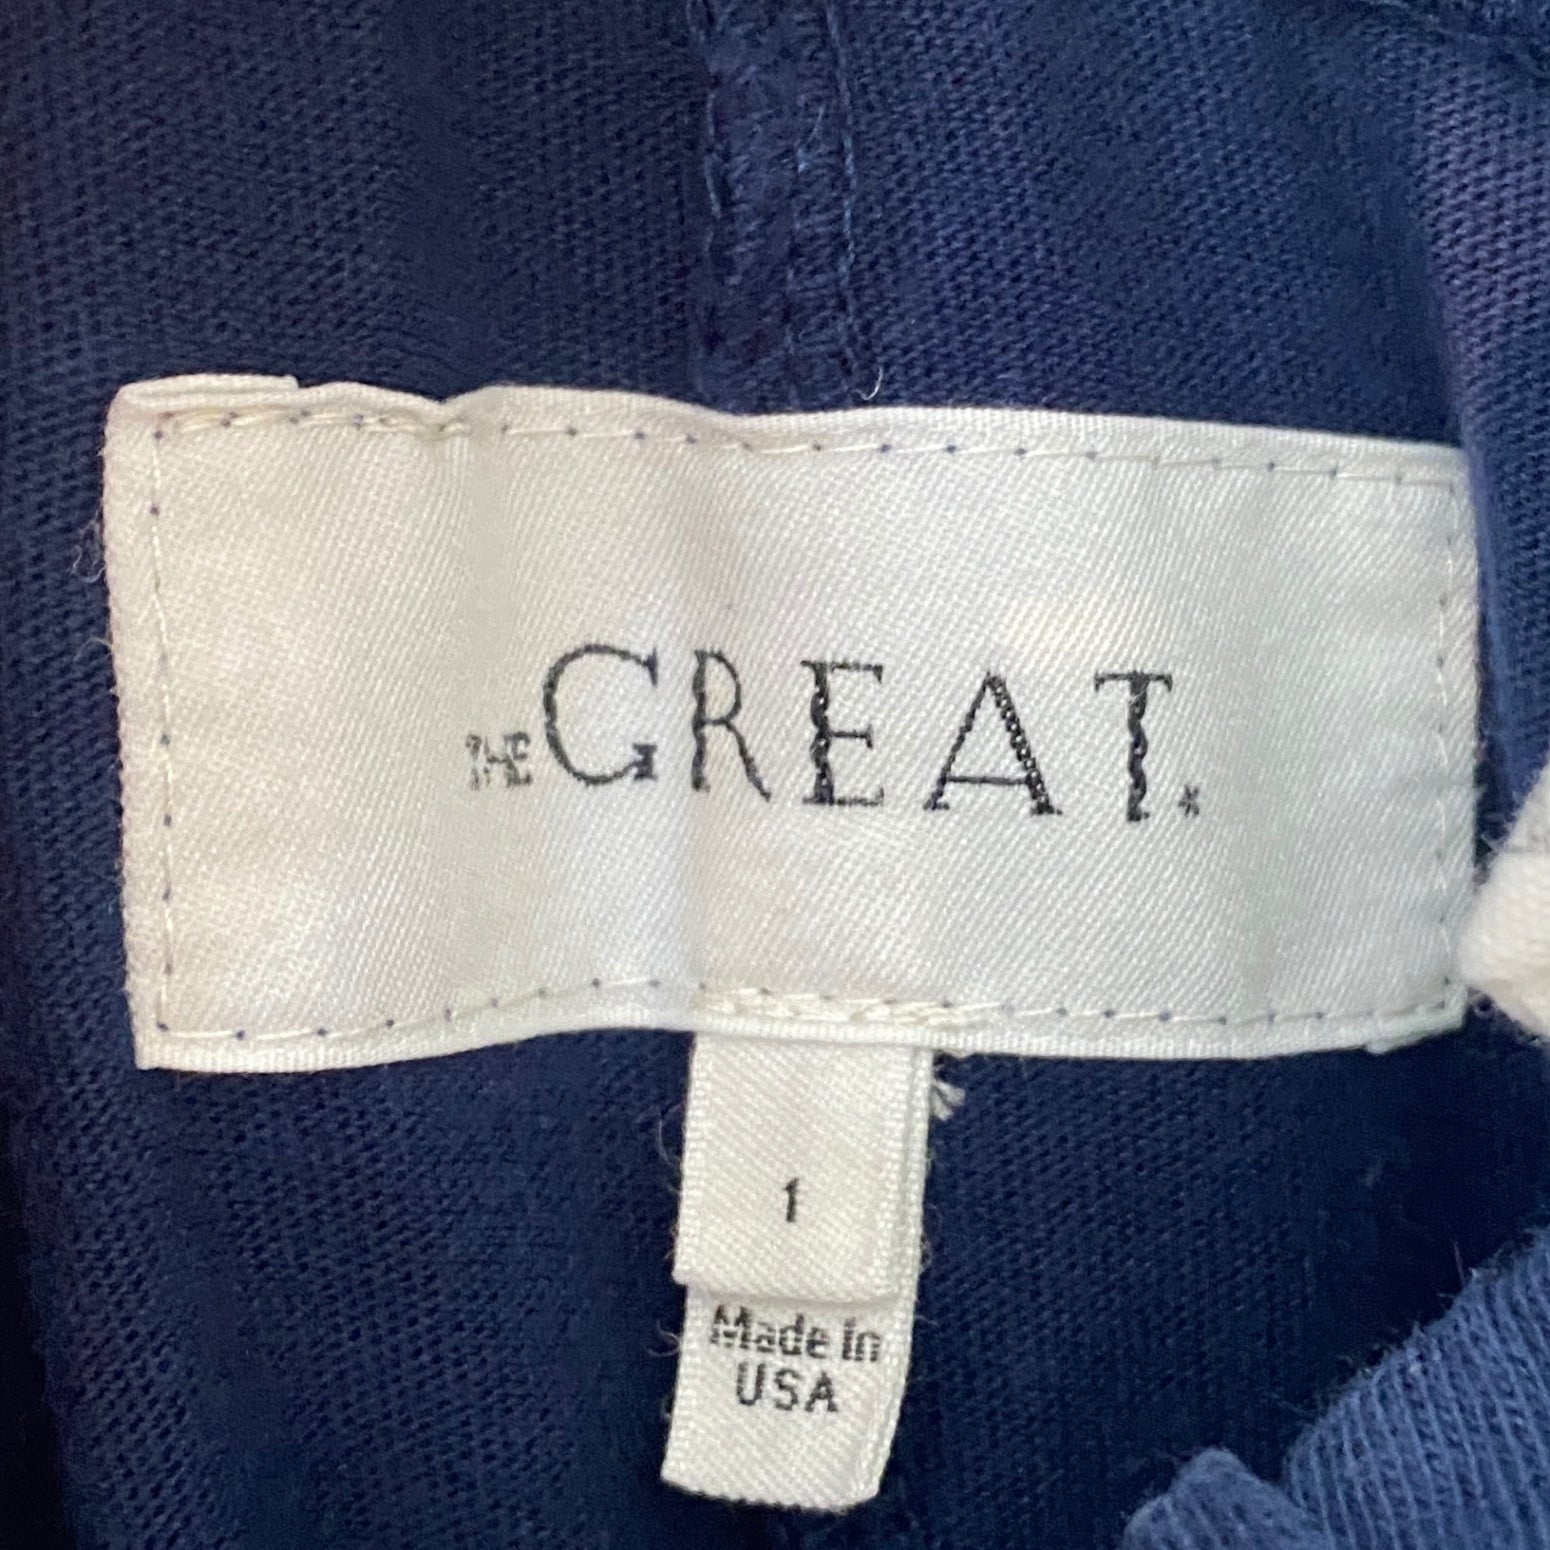 THE GREAT.*
1
Made in
USA